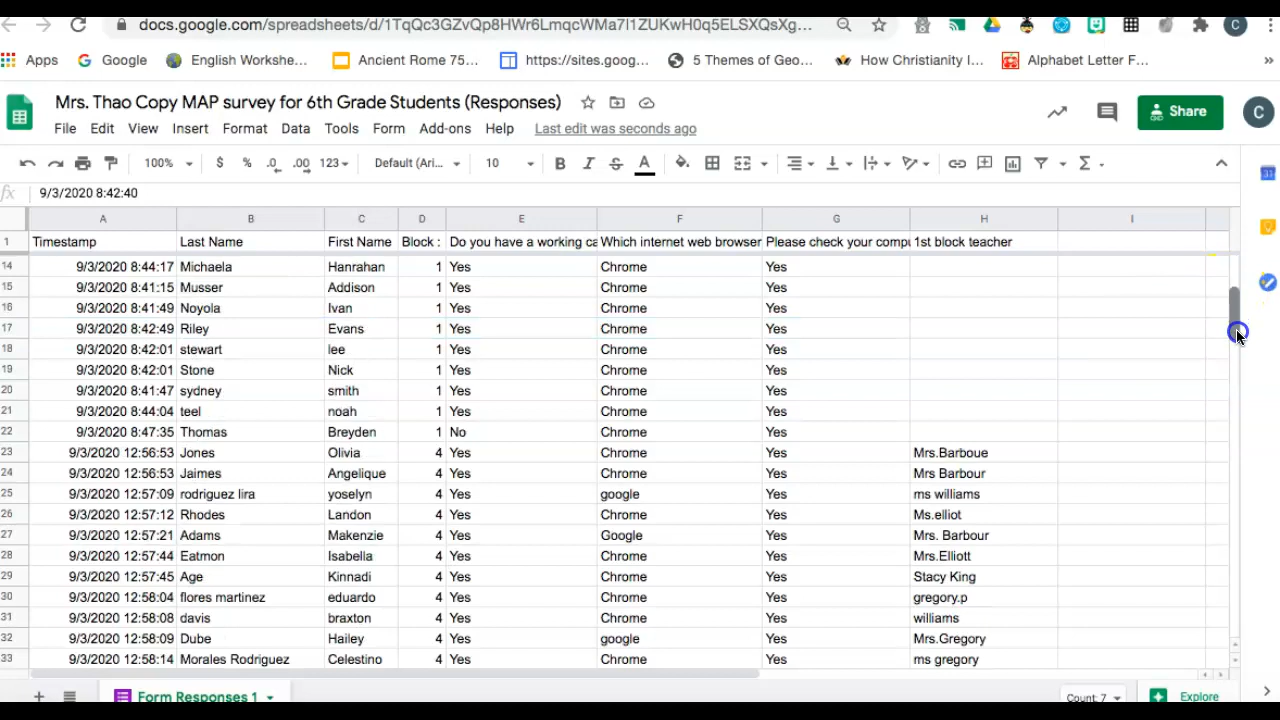 docs.google.com/spreadsheets/d/1TqQc3GZvQp8HWr6LmqcWMa7l1ZUKwH0q5ELSXQsXg... C
Apps Google English Workshe... Ancient Rome 75... https://sites.goog... 5 Themes of Geo... How Christianity I... Alphabet Letter F... »
Mrs. Thao Copy MAP survey for 6th Grade Students (Responses) Share C
File Edit View Insert Format Data Tools Form Add-ons Help Last edit was seconds ago
100% $ % .0 .00 123 Default (Ari... 10 B I S A Σ
fx 9/3/2020 8:42:40
A B C D E F G H I
1 Timestamp Last Name First Name Block : Do you have a working ca Which internet web browser Please check your compu 1st block teacher
14 9/3/2020 8:44:17 Michaela Hanrahan 1 Yes Chrome Yes
15 9/3/2020 8:41:15 Musser Addison 1 Yes Chrome Yes
16 9/3/2020 8:41:49 Noyola Ivan 1 Yes Chrome Yes
17 9/3/2020 8:42:49 Riley Evans 1 Yes Chrome Yes
18 9/3/2020 8:42:01 stewart lee 1 Yes Chrome Yes
19 9/3/2020 8:42:01 Stone Nick 1 Yes Chrome Yes
20 9/3/2020 8:41:47 sydney smith 1 Yes Chrome Yes
21 9/3/2020 8:44:04 teel noah 1 Yes Chrome Yes
22 9/3/2020 8:47:35 Thomas Breyden 1 No Chrome Yes
23 9/3/2020 12:56:53 Jones Olivia 4 Yes Chrome Yes Mrs.Barboue
24 9/3/2020 12:56:53 Jaimes Angelique 4 Yes Chrome Yes Mrs Barbour
25 9/3/2020 12:57:09 rodriguez lira yoselyn 4 Yes google Yes ms williams
26 9/3/2020 12:57:12 Rhodes Landon 4 Yes Chrome Yes Ms.elliot
27 9/3/2020 12:57:21 Adams Makenzie 4 Yes Google Yes Mrs. Barbour
28 9/3/2020 12:57:44 Eatmon Isabella 4 Yes Chrome Yes Mrs.Elliott
29 9/3/2020 12:57:45 Age Kinnadi 4 Yes Chrome Yes Stacy King
30 9/3/2020 12:58:04 flores martinez eduardo 4 Yes Chrome Yes gregory.p
31 9/3/2020 12:58:08 davis braxton 4 Yes Chrome Yes williams
32 9/3/2020 12:58:09 Dube Hailey 4 Yes google Yes Mrs.Gregory
33 9/3/2020 12:58:14 Morales Rodriguez Celestino 4 Yes Chrome Yes ms gregory
+ Form Responses 1 Count: 7 Explore